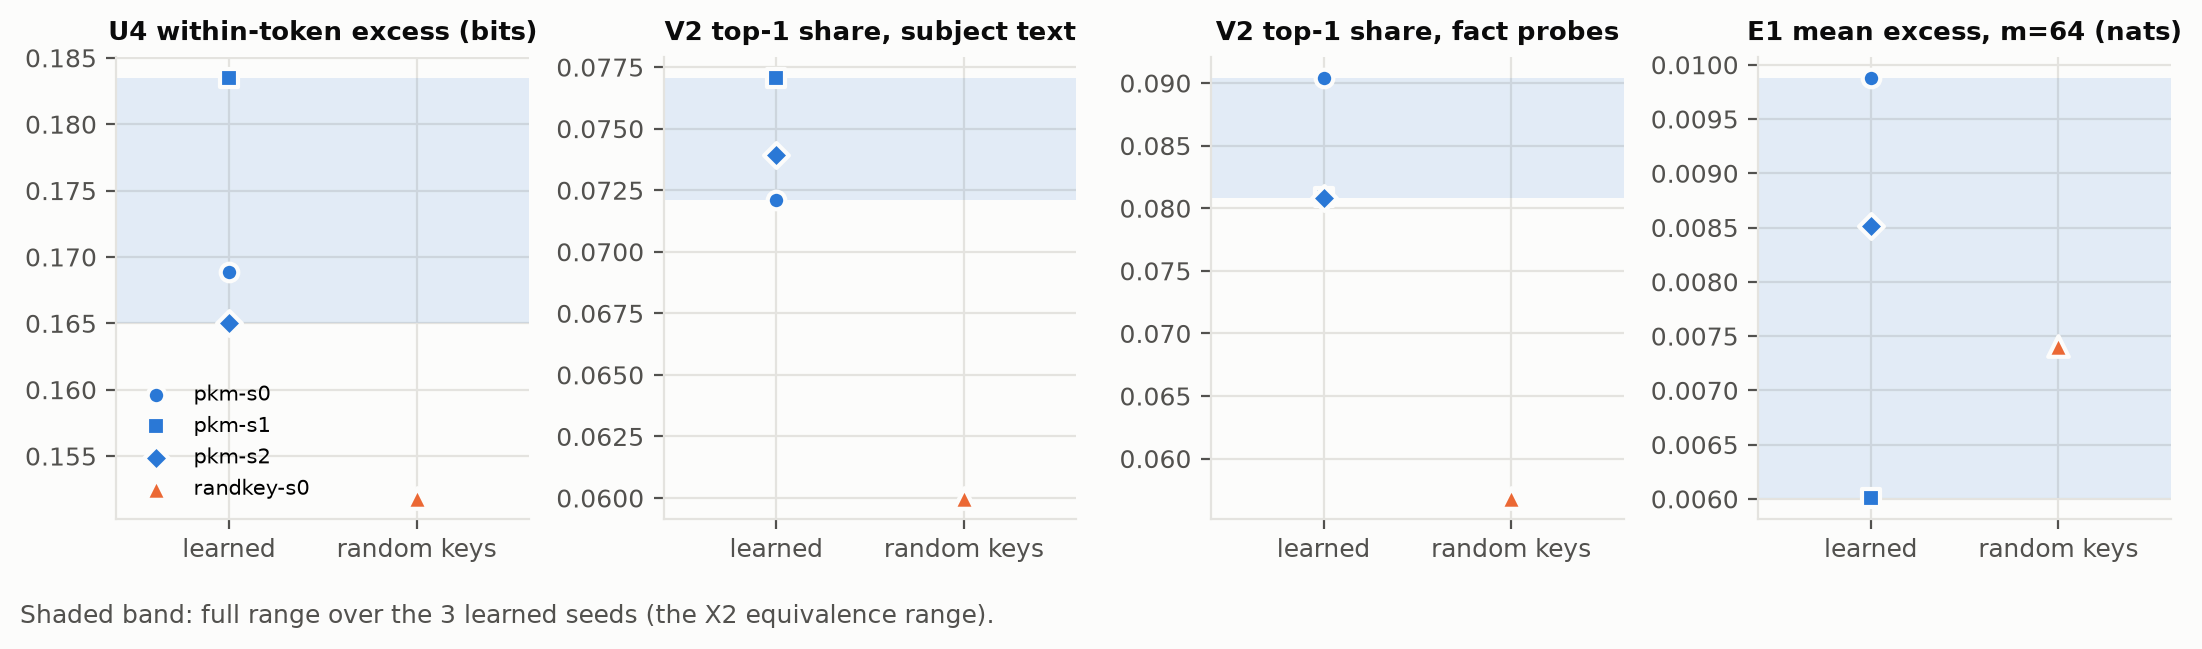 U4 within-token excess (bits)
0.185
0.180
0.175
0.170
0.165
0.160
0.155
pkm-s0
pkm-s1
pkm-s2
randkey-s0
learned
random keys
V2 top-1 share, subject text
0.0775
0.0750
0.0725
0.0700
0.0675
0.0650
0.0625
0.0600
learned
random keys
V2 top-1 share, fact probes
0.090
0.085
0.080
0.075
0.070
0.065
0.060
learned
random keys
E1 mean excess, m=64 (nats)
0.0100
0.0095
0.0090
0.0085
0.0080
0.0075
0.0070
0.0065
0.0060
learned
random keys
Shaded band: full range over the 3 learned seeds (the X2 equivalence range).